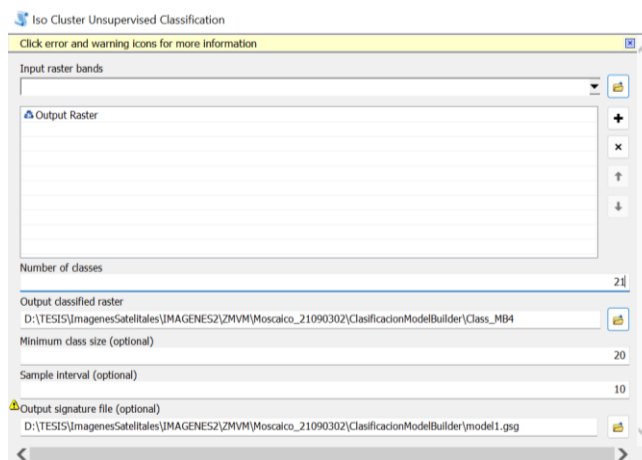 Iso Cluster Unsupervised Classification
Click error and warning icons for more information
Input raster bands
Output Raster
Number of classes
21
Output classified raster
D:\TESIS\ImagenesSatelitales\IMAGENES2\ZMVM\Moscaico_21090302\ClasificacionModelBuilder\Class_MB4
Minimum class size (optional)
20
Sample interval (optional)
10
Output signature file (optional)
D:\TESIS\ImagenesSatelitales\IMAGENES2\ZMVM\Moscaico_21090302\ClasificacionModelBuilder\model1.gsg